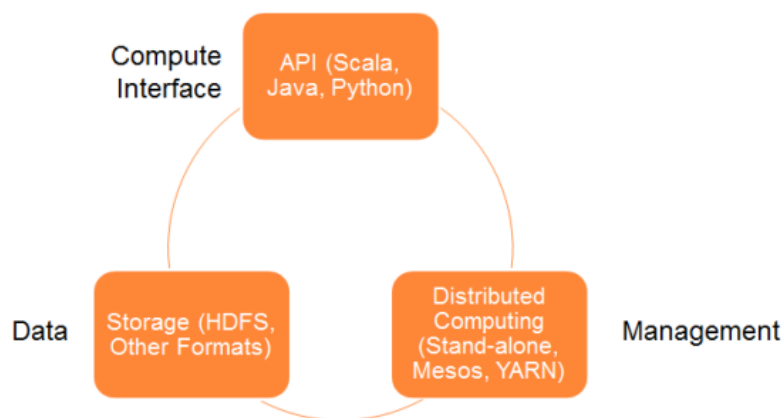 Compute
Interface
API (Scala,
Java, Python)
Data
Storage (HDFS,
Other Formats)
Distributed
Computing
(Stand-alone,
Mesos, YARN)
Management